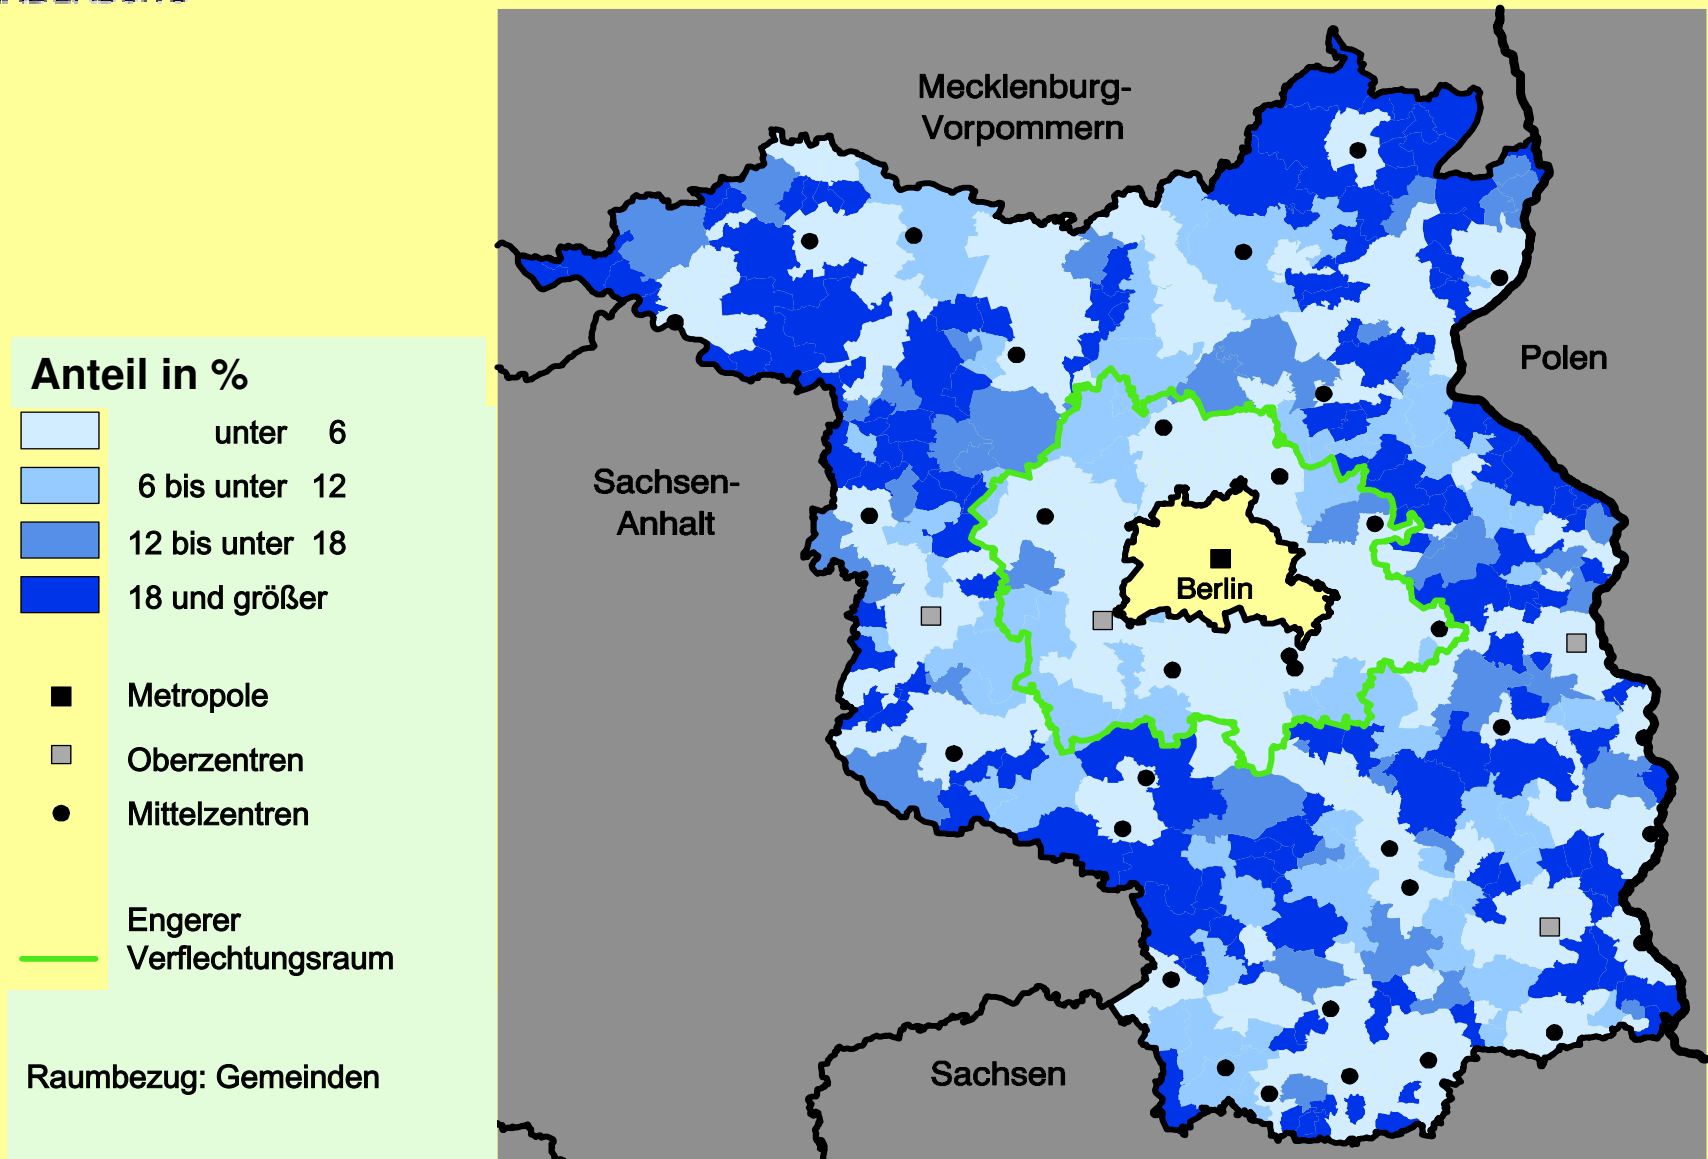 Anteil in %
unter 6
6 bis unter 12
12 bis unter 18
18 und größer
Metropole
Oberzentren
Mittelzentren
Engerer
Verflechtungsraum
Raumbezug: Gemeinden
Mecklenburg-
Vorpommern
Polen
Sachsen-
Anhalt
Berlin
Sachsen